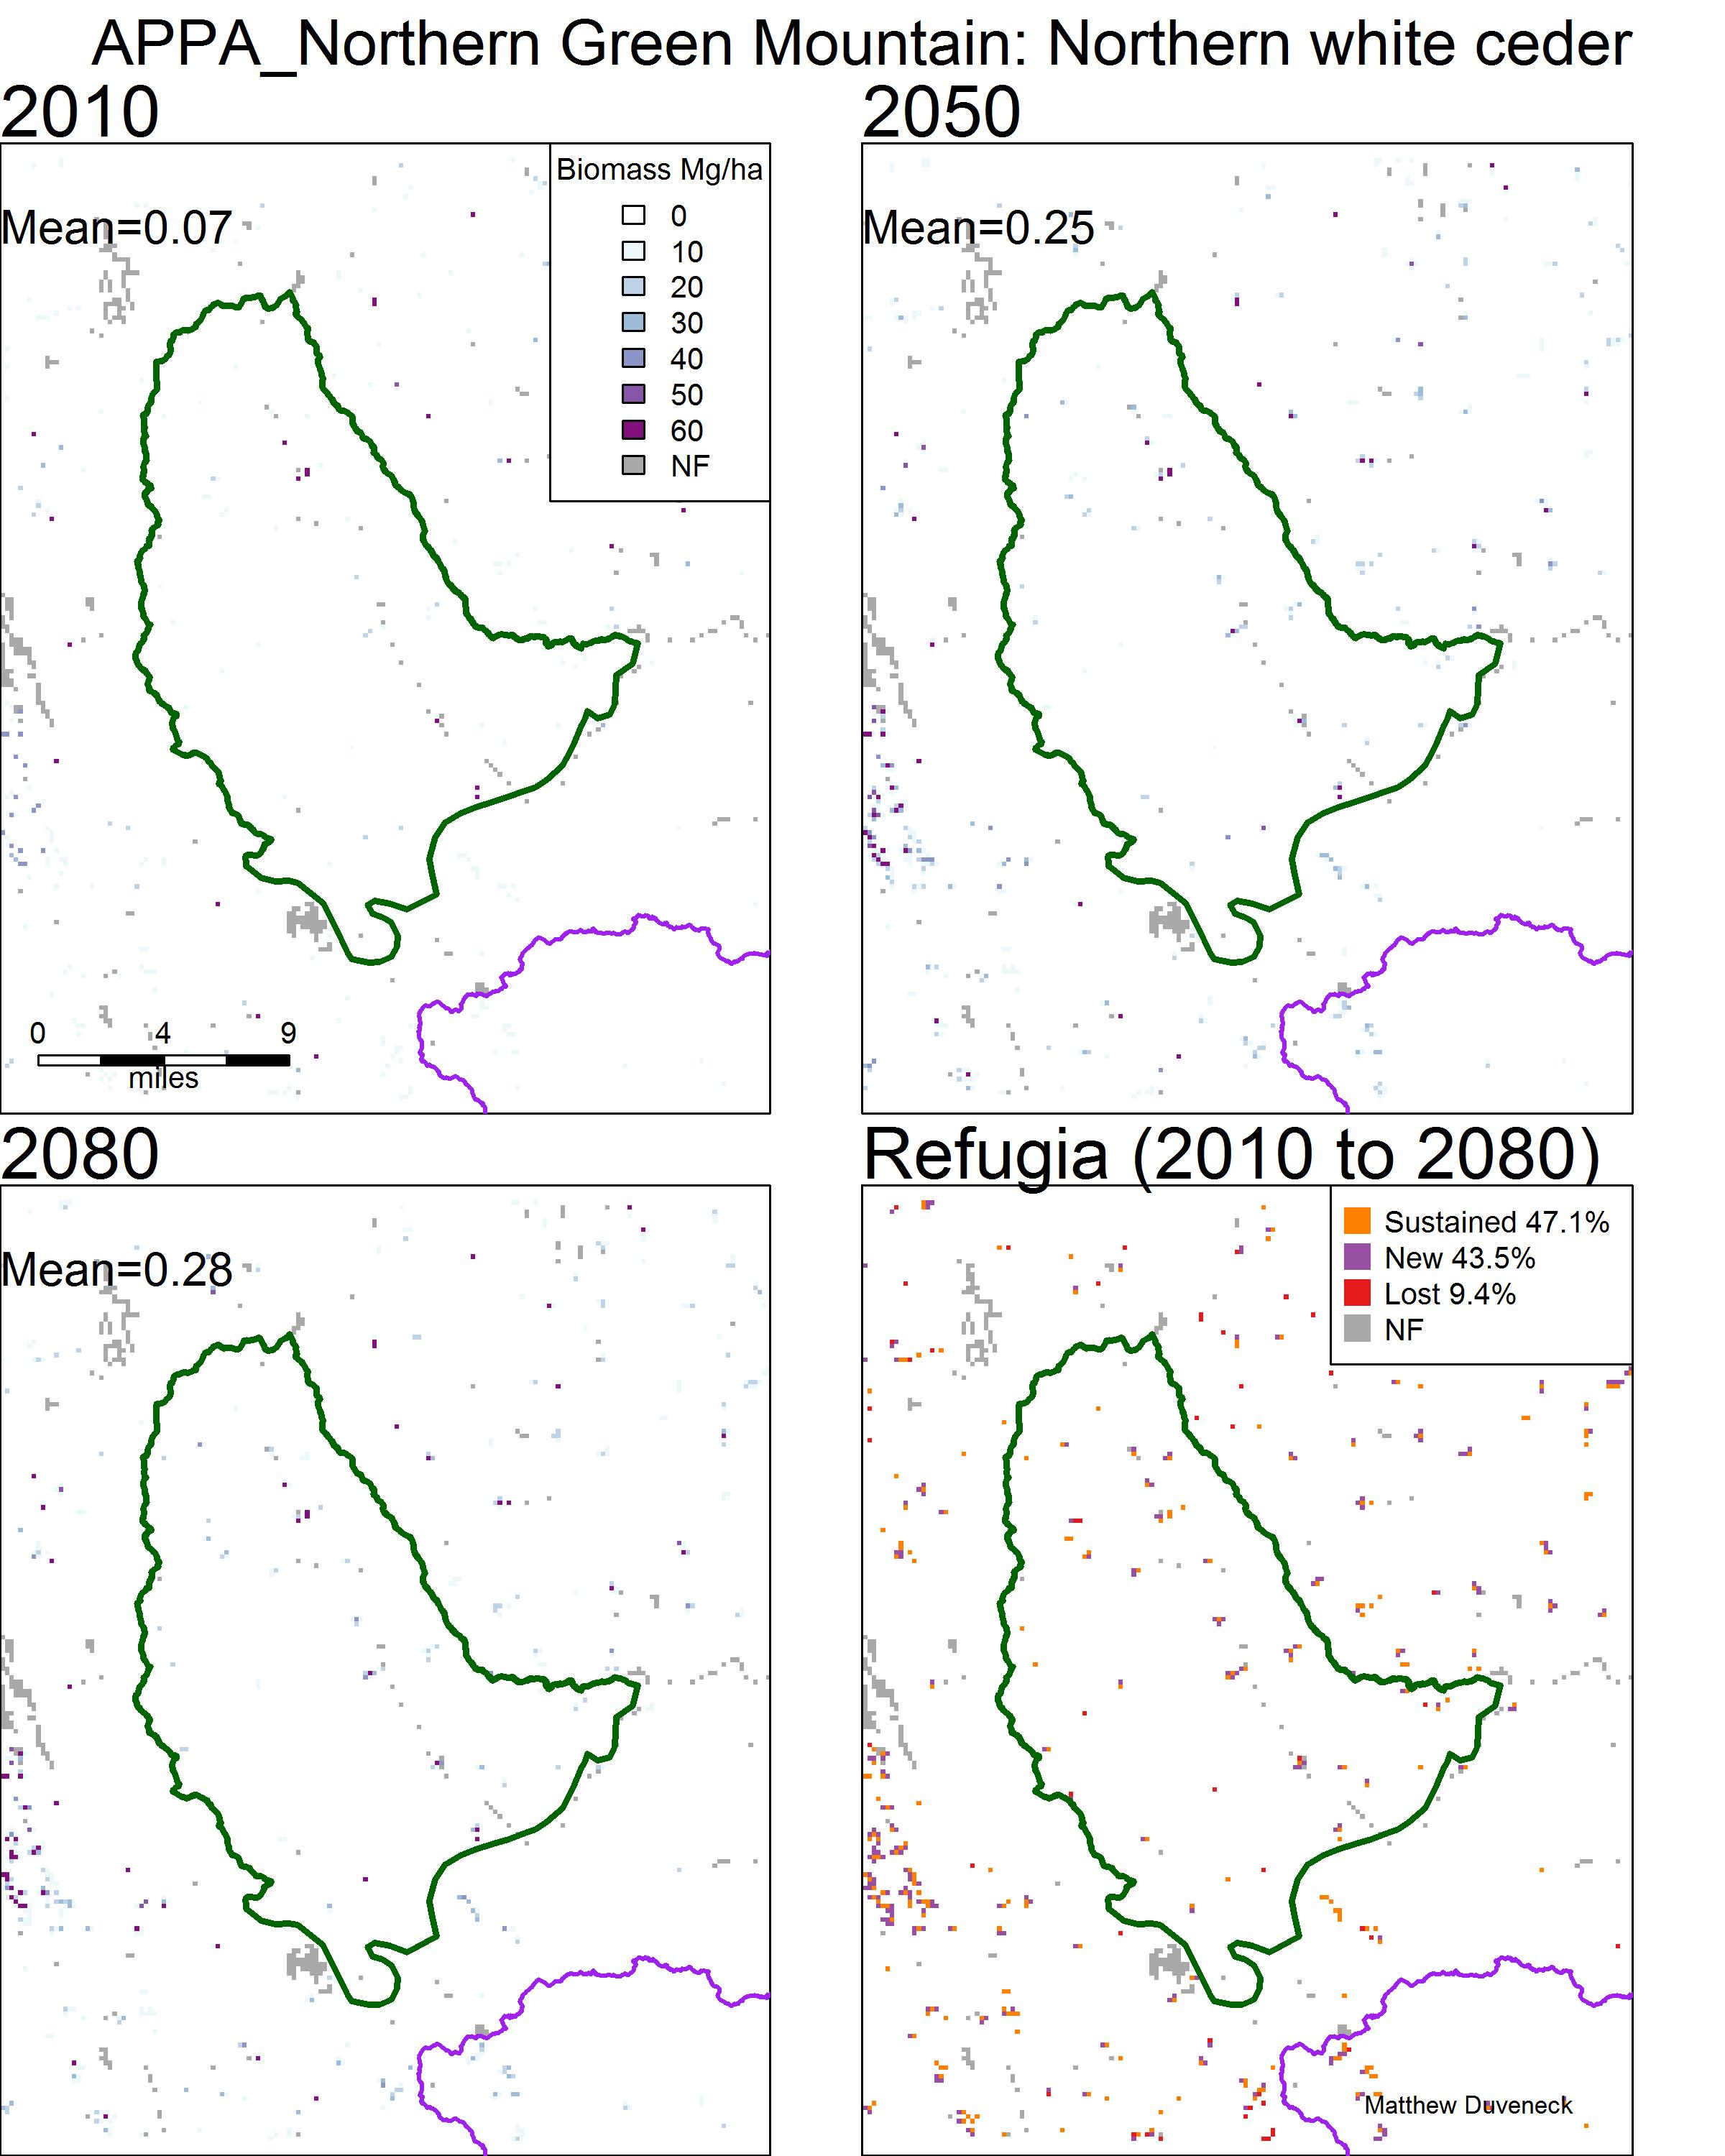 APPA_Northern Green Mountain: Northern white ceder
2010
Mean=0.07
Biomass Mg/ha
0
10
20
30
40
50
60
NF
0 4 9
miles
2050
Mean=0.25
2080
Mean=0.28
Refugia (2010 to 2080)
Sustained 47.1%
New 43.5%
Lost 9.4%
NF
Matthew Duveneck